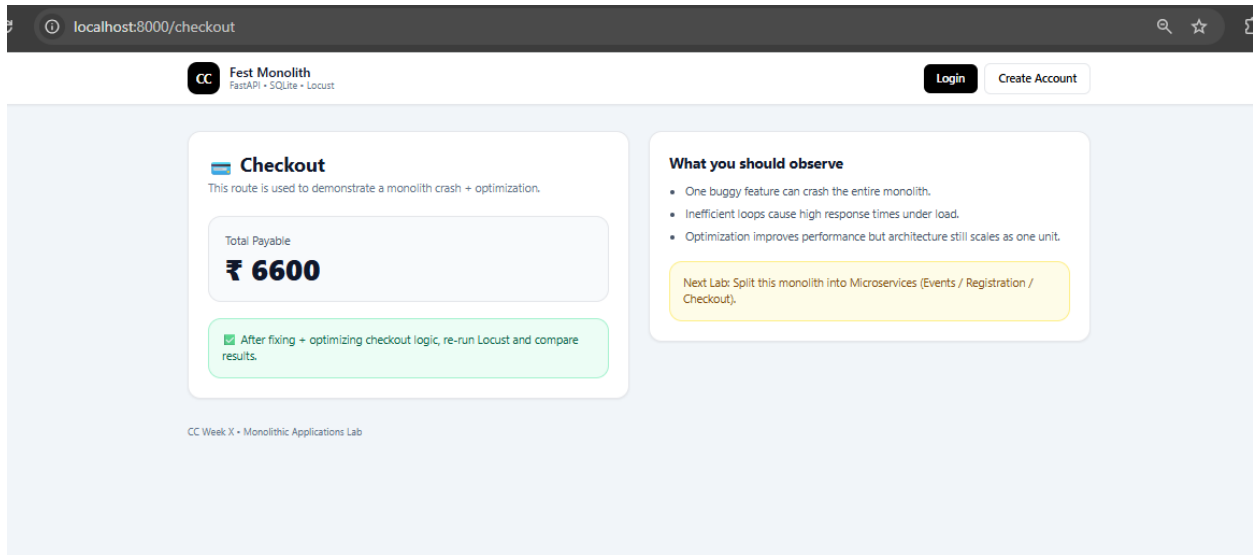 localhost:8000/checkout
CC
Fest Monolith
FastAPI • SQLite • Locust
Login
Create Account
Checkout
This route is used to demonstrate a monolith crash + optimization.
Total Payable
₹ 6600
✅ After fixing + optimizing checkout logic, re-run Locust and compare
results.
What you should observe
• One buggy feature can crash the entire monolith.
• Inefficient loops cause high response times under load.
• Optimization improves performance but architecture still scales as one unit.
Next Lab: Split this monolith into Microservices (Events / Registration /
Checkout).
CC Week X • Monolithic Applications Lab